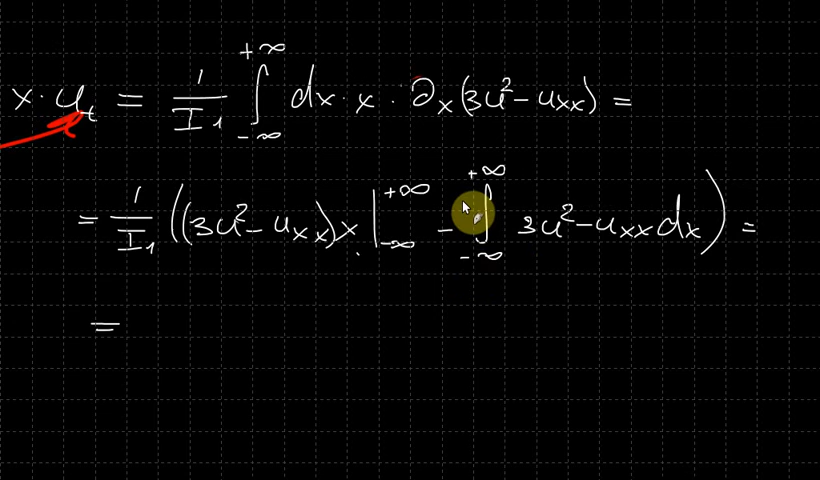 x · u_t = 1/I₁ ∫_{-∞}^{+∞} dx · x · ∂_x (3u² - u_xx) =
= 1/I₁ ((3u² - u_xx)x |_{-∞}^{+∞} - ∫_{-∞}^{+∞} 3u² - u_xx dx) =
=